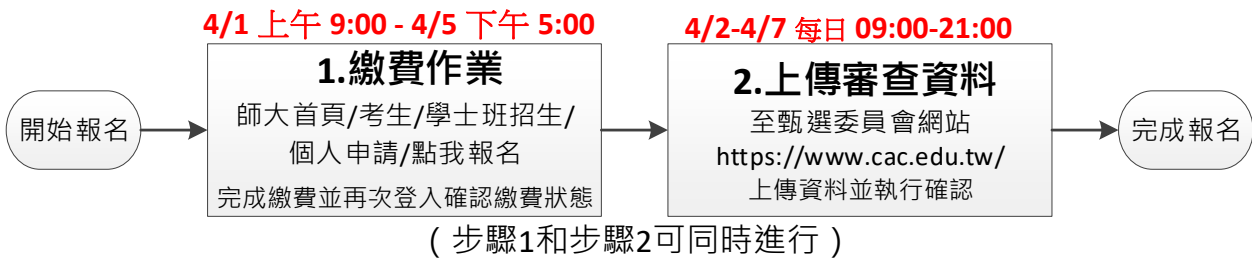 4/1 上午 9:00 - 4/5 下午 5:00
4/2-4/7 每日 09:00-21:00
開始報名
1.繳費作業
師大首頁/考生/學士班招生/
個人申請/點我報名
完成繳費並再次登入確認繳費狀態
2.上傳審查資料
至甄選委員會網站
https://www.cac.edu.tw/
上傳資料並執行確認
完成報名
(步驟1和步驟2可同時進行)